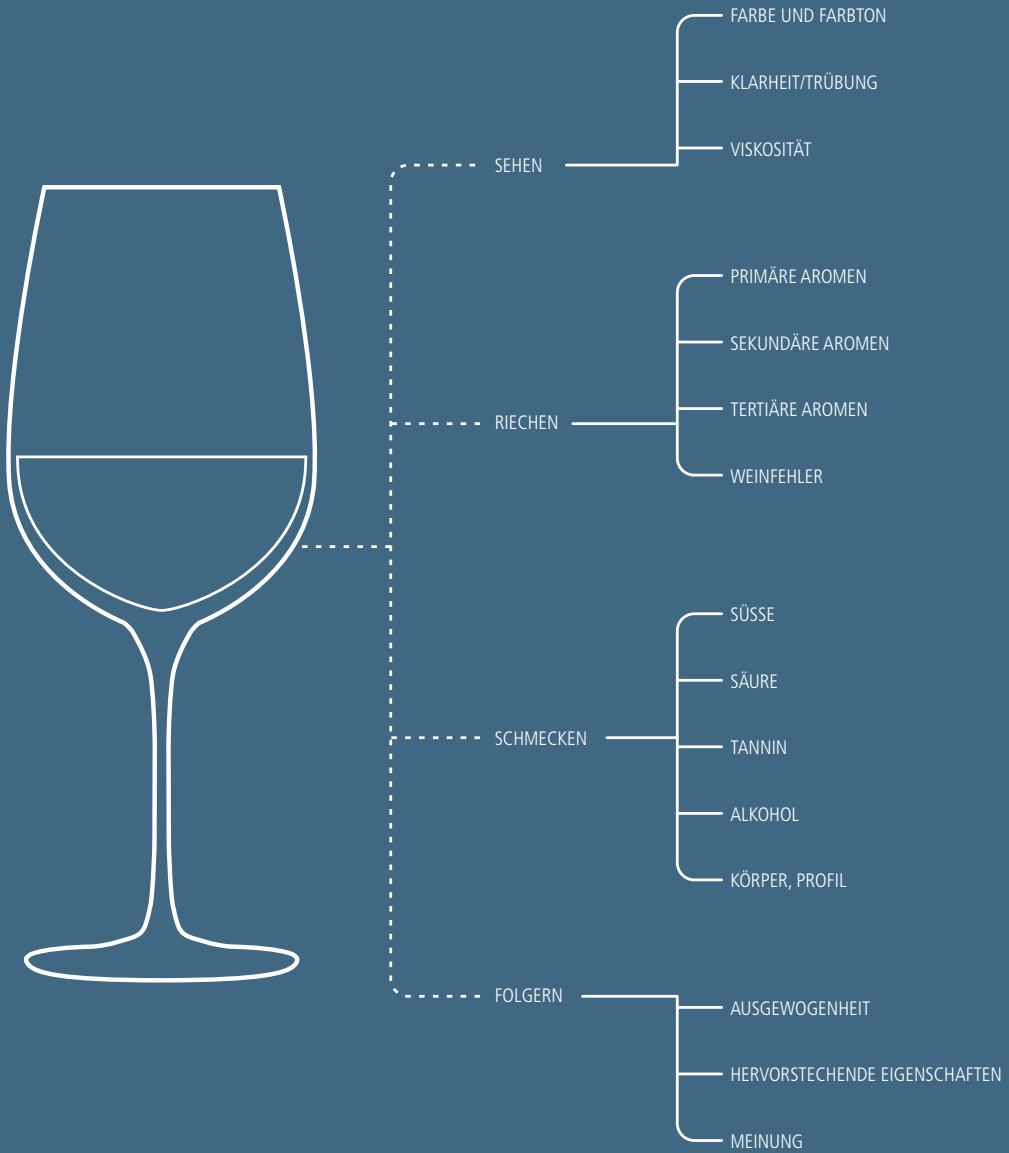 SEHEN
FARBE UND FARBTON
KLARHEIT/TRÜBUNG
VISKOSITÄT
RIECHEN
PRIMÄRE AROMEN
SEKUNDÄRE AROMEN
TERTIÄRE AROMEN
WEINFEHLER
SCHMECKEN
SÜSSE
SÄURE
TANNIN
ALKOHOL
KÖRPER, PROFIL
FOLGERN
AUSGEWOGENHEIT
HERVORSTECHENDE EIGENSCHAFTEN
MEINUNG